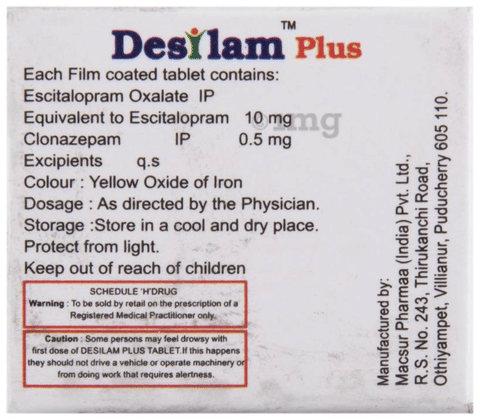 Desilam™ Plus
Each Film coated tablet contains:
Escitalopram Oxalate IP
Equivalent to Escitalopram 10 mg
Clonazepam IP 0.5 mg
Excipients q.s
Colour : Yellow Oxide of Iron
Dosage : As directed by the Physician.
Storage :Store in a cool and dry place.
Protect from light.
Keep out of reach of children
SCHEDULE 'H'DRUG
Warning : To be sold by retail on the prescription of a
Registered Medical Practitioner only.
Caution : Some persons may feel drowsy with
first dose of DESILAM PLUS TABLET.If this happens
they should not drive a vehicle or operate machinery or
from doing work that requires alertness.
Manufactured by:
Macsur Pharmaa (India) Pvt. Ltd.,
R.S. No. 243, Thirukanchi Road,
Othiyampet, Villianur, Puducherry 605 110.
1mg